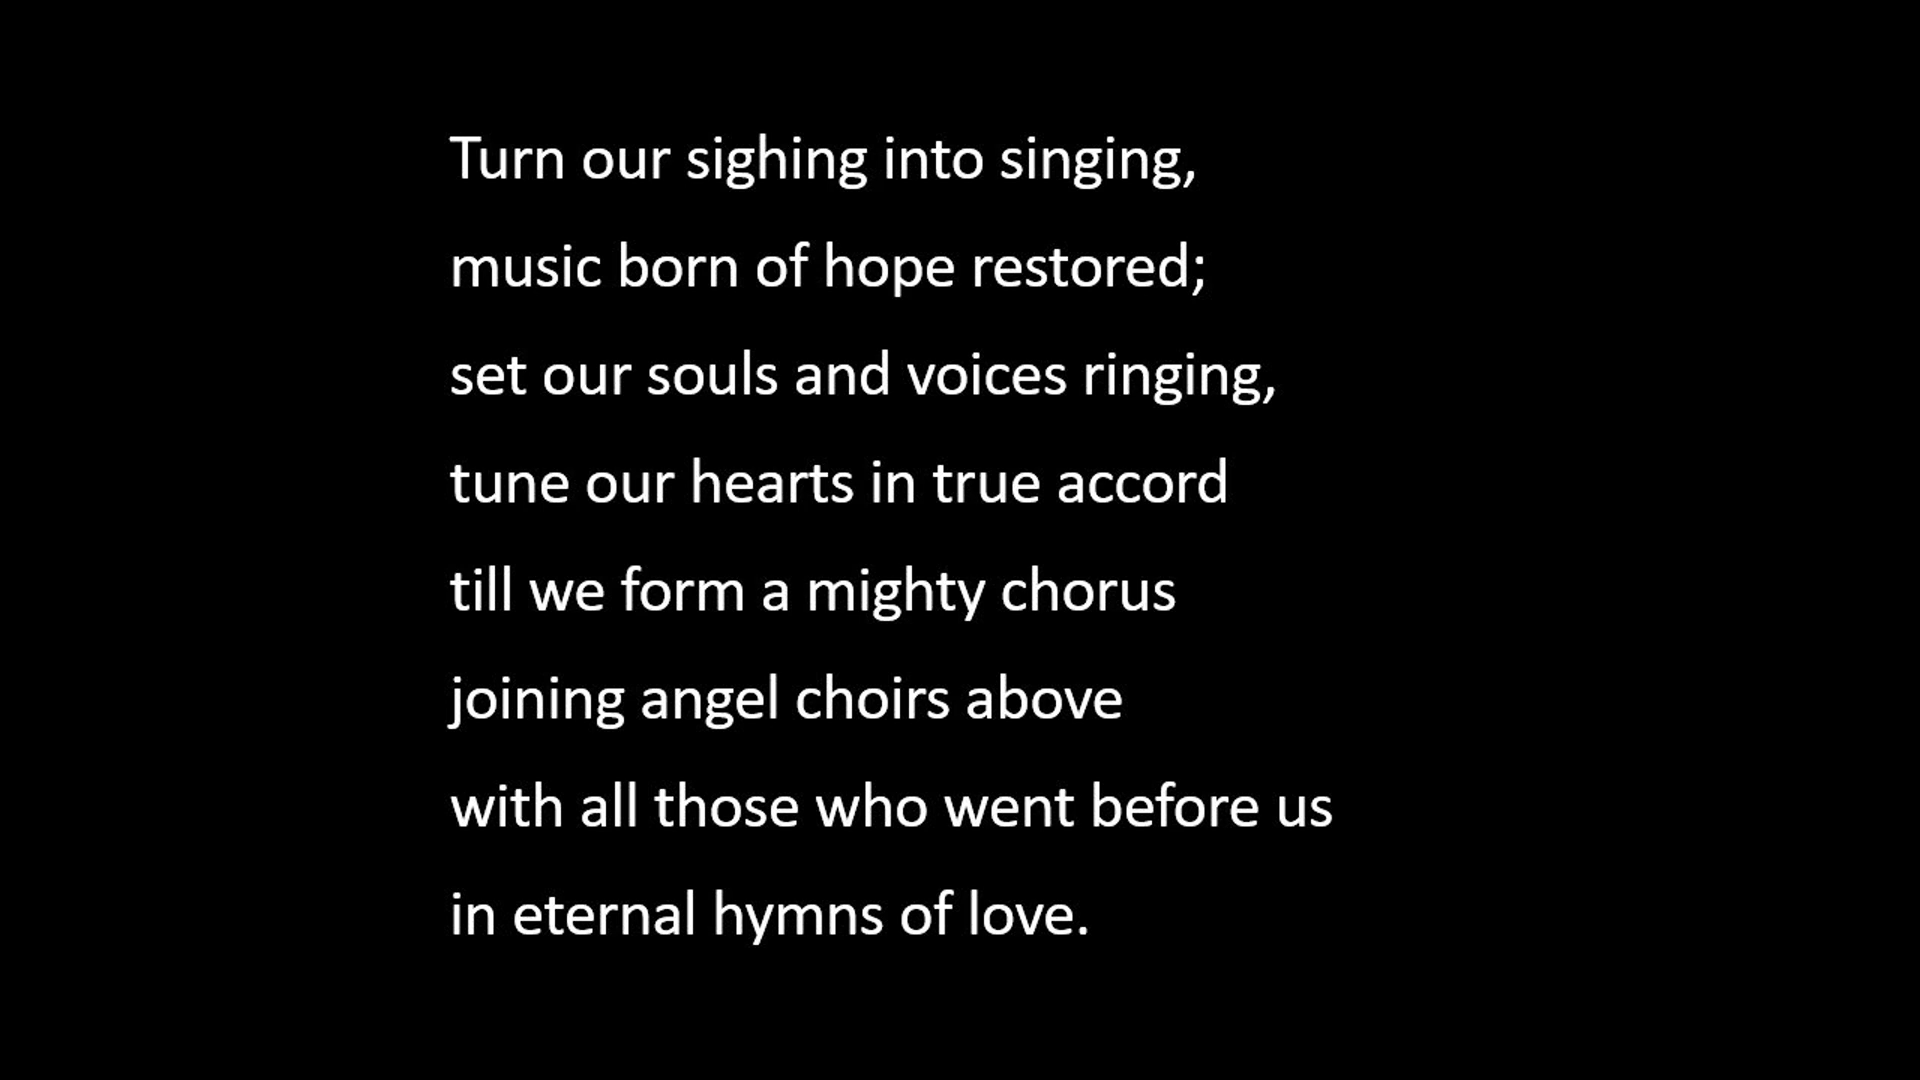 Turn our sighing into singing,
music born of hope restored;
set our souls and voices ringing,
tune our hearts in true accord
till we form a mighty chorus
joining angel choirs above
with all those who went before us
in eternal hymns of love.